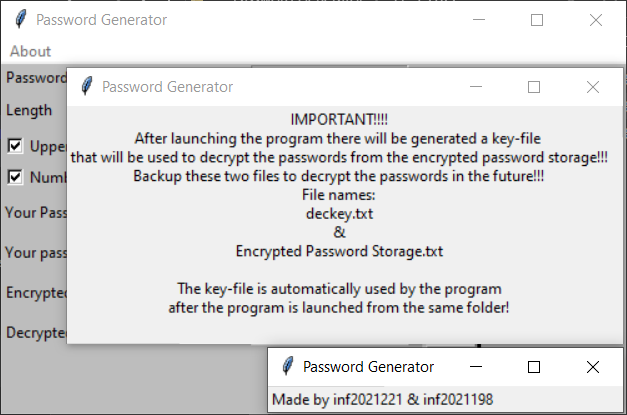 Password Generator
About
Password
Password Generator
Length
IMPORTANT!!!!
After launching the program there will be generated a key-file
that will be used to decrypt the passwords from the encrypted password storage!!!
Backup these two files to decrypt the passwords in the future!!!
File names:
deckey.txt
&
Encrypted Password Storage.txt
The key-file is automatically used by the program
after the program is launched from the same folder!
Upper
Numb
Your Pass
Your pass
Encrypted
Decrypted
Password Generator
Made by inf2021221 & inf2021198